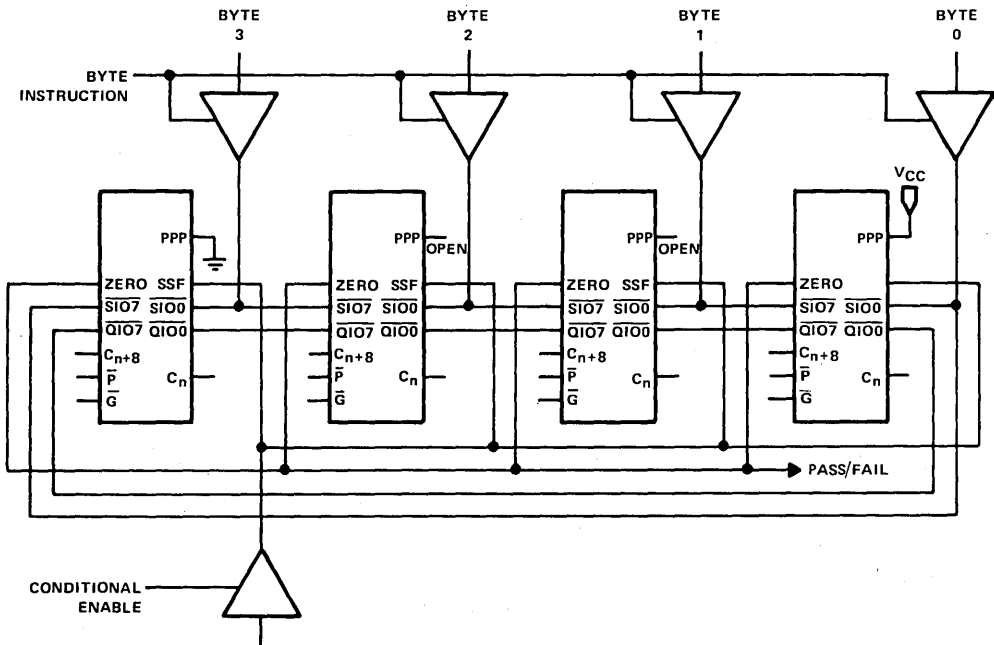 BYTE
3
BYTE
2
BYTE
1
BYTE
0
BYTE
INSTRUCTION
VCC
PPP
PPP
OPEN
PPP
OPEN
PPP
ZERO SSF
ZERO SSF
ZERO SSF
ZERO
SIO7 SIO0
SIO7 SIO0
SIO7 SIO0
SIO7 SIO0
QIO7 QIO0
QIO7 QIO0
QIO7 QIO0
QIO7 QIO0
Cn+8
Cn+8
Cn+8
Cn+8
P Cn
P Cn
P Cn
P Cn
G
G
G
G
PASS/FAIL
CONDITIONAL
ENABLE